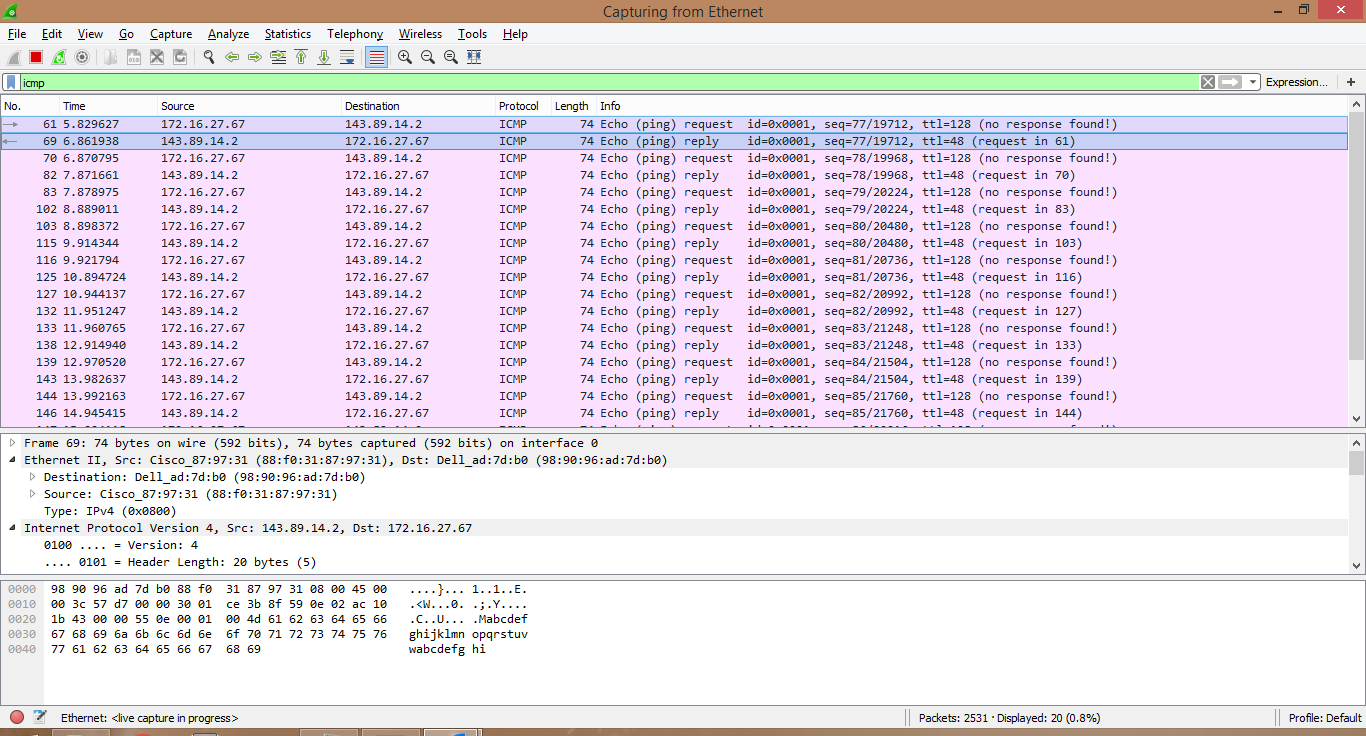 Capturing from Ethernet
File Edit View Go Capture Analyze Statistics Telephony Wireless Tools Help
icmp Expression... +
No. Time Source Destination Protocol Length Info
61 5.829627 172.16.27.67 143.89.14.2 ICMP 74 Echo (ping) request id=0x0001, seq=77/19712, ttl=128 (no response found!)
69 6.861938 143.89.14.2 172.16.27.67 ICMP 74 Echo (ping) reply id=0x0001, seq=77/19712, ttl=48 (request in 61)
70 6.870795 172.16.27.67 143.89.14.2 ICMP 74 Echo (ping) request id=0x0001, seq=78/19968, ttl=128 (no response found!)
82 7.871661 143.89.14.2 172.16.27.67 ICMP 74 Echo (ping) reply id=0x0001, seq=78/19968, ttl=48 (request in 70)
83 7.878975 172.16.27.67 143.89.14.2 ICMP 74 Echo (ping) request id=0x0001, seq=79/20224, ttl=128 (no response found!)
102 8.889011 143.89.14.2 172.16.27.67 ICMP 74 Echo (ping) reply id=0x0001, seq=79/20224, ttl=48 (request in 83)
103 8.898372 172.16.27.67 143.89.14.2 ICMP 74 Echo (ping) request id=0x0001, seq=80/20480, ttl=128 (no response found!)
115 9.914344 143.89.14.2 172.16.27.67 ICMP 74 Echo (ping) reply id=0x0001, seq=80/20480, ttl=48 (request in 103)
116 9.921794 172.16.27.67 143.89.14.2 ICMP 74 Echo (ping) request id=0x0001, seq=81/20736, ttl=128 (no response found!)
125 10.894724 143.89.14.2 172.16.27.67 ICMP 74 Echo (ping) reply id=0x0001, seq=81/20736, ttl=48 (request in 116)
127 10.944137 172.16.27.67 143.89.14.2 ICMP 74 Echo (ping) request id=0x0001, seq=82/20992, ttl=128 (no response found!)
132 11.951247 143.89.14.2 172.16.27.67 ICMP 74 Echo (ping) reply id=0x0001, seq=82/20992, ttl=48 (request in 127)
133 11.960765 172.16.27.67 143.89.14.2 ICMP 74 Echo (ping) request id=0x0001, seq=83/21248, ttl=128 (no response found!)
138 12.914940 143.89.14.2 172.16.27.67 ICMP 74 Echo (ping) reply id=0x0001, seq=83/21248, ttl=48 (request in 133)
139 12.970520 172.16.27.67 143.89.14.2 ICMP 74 Echo (ping) request id=0x0001, seq=84/21504, ttl=128 (no response found!)
143 13.982637 143.89.14.2 172.16.27.67 ICMP 74 Echo (ping) reply id=0x0001, seq=84/21504, ttl=48 (request in 139)
144 13.992163 172.16.27.67 143.89.14.2 ICMP 74 Echo (ping) request id=0x0001, seq=85/21760, ttl=128 (no response found!)
146 14.945415 143.89.14.2 172.16.27.67 ICMP 74 Echo (ping) reply id=0x0001, seq=85/21760, ttl=48 (request in 144)
Frame 69: 74 bytes on wire (592 bits), 74 bytes captured (592 bits) on interface 0
Ethernet II, Src: Cisco_87:97:31 (88:f0:31:87:97:31), Dst: Dell_ad:7d:b0 (98:90:96:ad:7d:b0)
Destination: Dell_ad:7d:b0 (98:90:96:ad:7d:b0)
Source: Cisco_87:97:31 (88:f0:31:87:97:31)
Type: IPv4 (0x0800)
Internet Protocol Version 4, Src: 143.89.14.2, Dst: 172.16.27.67
0100 .... = Version: 4
.... 0101 = Header Length: 20 bytes (5)
0000 98 90 96 ad 7d b0 88 f0 31 87 97 31 08 00 45 00 ....}... 1..1..E.
0010 00 3c 57 d7 00 00 30 01 ce 3b 8f 59 0e 02 ac 10 .<W...0. .;.Y....
0020 1b 43 00 00 55 0e 00 01 00 4d 61 62 63 64 65 66 .C..U... .Mabcdef
0030 67 68 69 6a 6b 6c 6d 6e 6f 70 71 72 73 74 75 76 ghijklmn opqrstuv
0040 77 61 62 63 64 65 66 67 68 69 wabcdefg hi
Ethernet: <live capture in progress> Packets: 2531 · Displayed: 20 (0.8%) Profile: Default